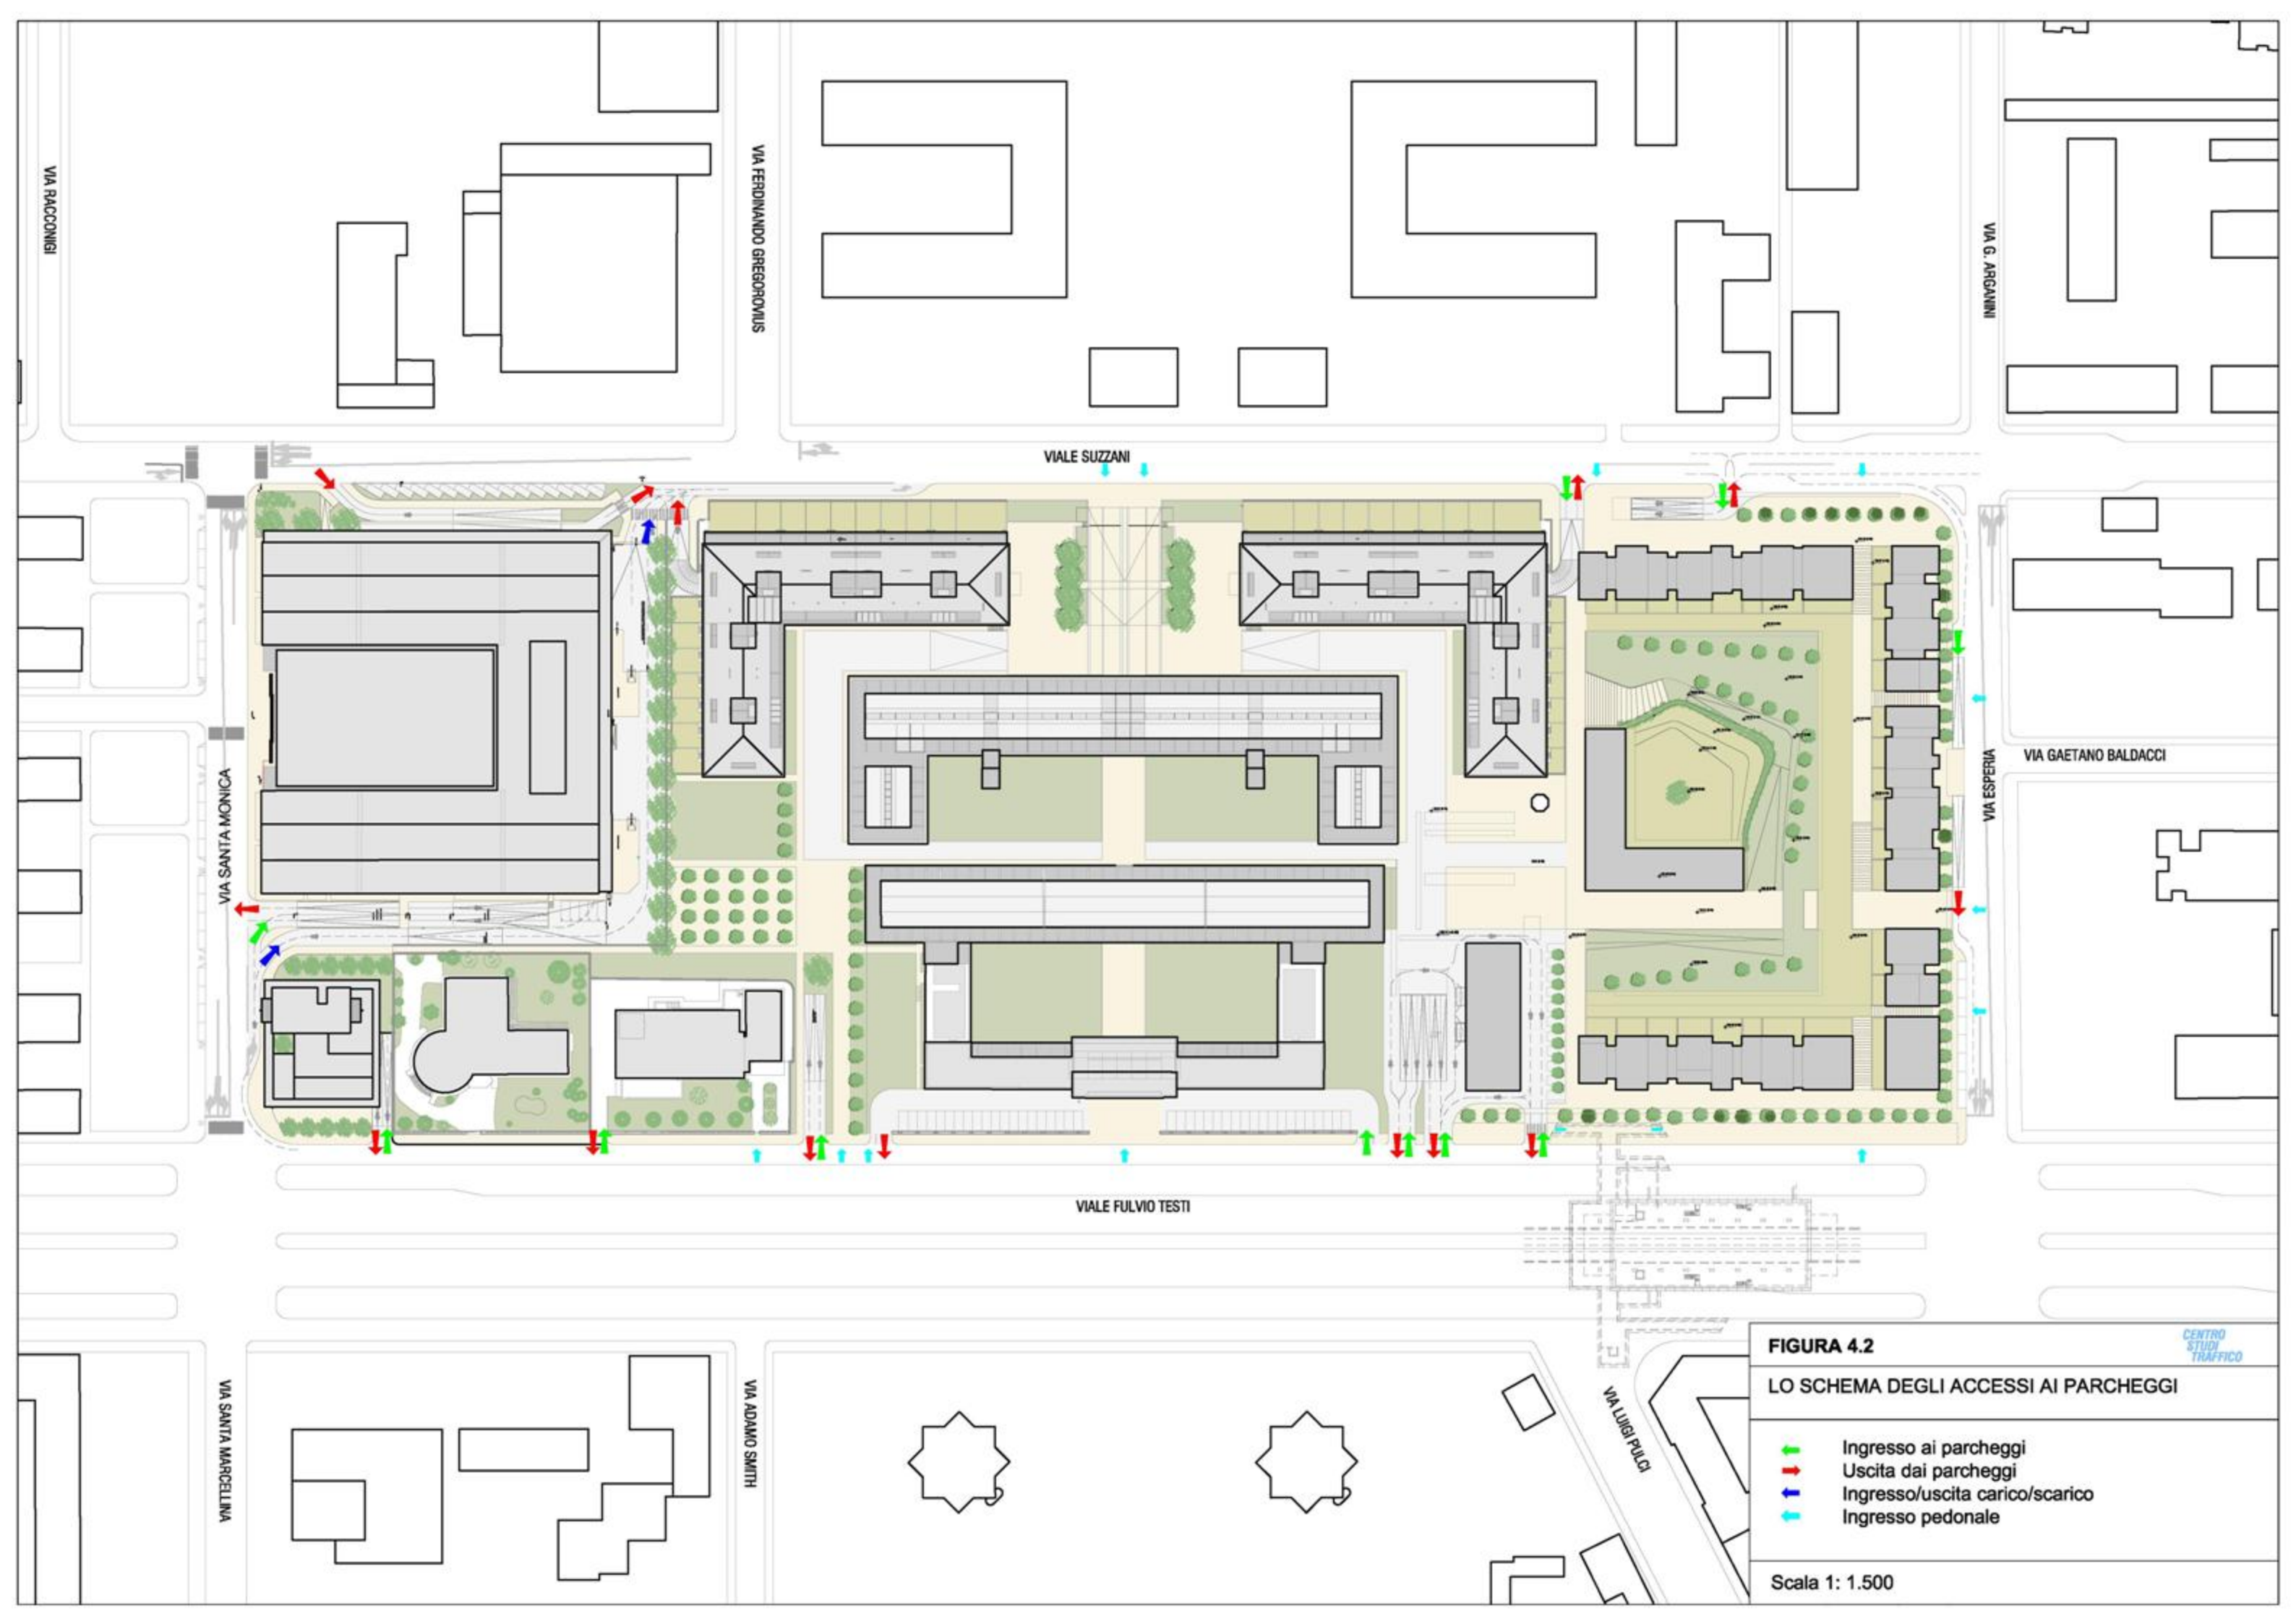 VIA RACCONIGI
VIA FERDINANDO GREGOROVIUS
VIA G. ARGANINI
VIALE SUZZANI
VIA SANTA MONICA
VIA GAETANO BALDACCI
VIA ESPERIA
VIALE FULVIO TESTI
VIA SANTA MARCELLINA
VIA ADAMO SMITH
VIA LUIGI PULCI
FIGURA 4.2
CENTRO
STUDI
TRAFFICO
LO SCHEMA DEGLI ACCESSI AI PARCHEGGI
Ingresso ai parcheggi
Uscita dai parcheggi
Ingresso/uscita carico/scarico
Ingresso pedonale
Scala 1: 1.500